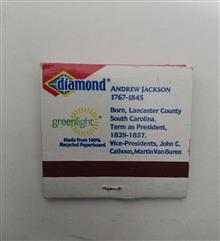 diamond®
ANDREW JACKSON
1767-1845
Born, Lancaster County
South Carolina,
Term as President,
1829-1837.
Vice-Presidents, John C.
Calhoun, Martin Van Buren
greenlight
Made from 100%
Recycled Paperboard